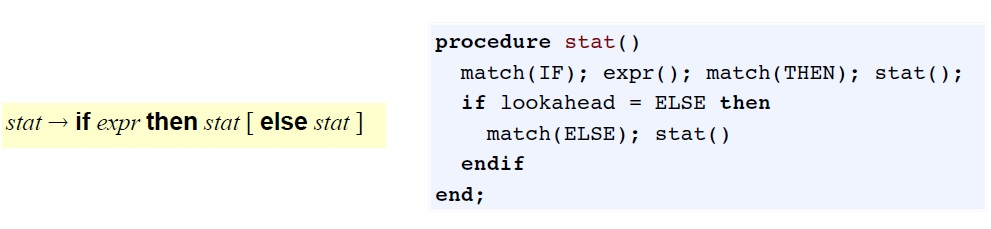 stat → if expr then stat [ else stat ]
procedure stat()
match(IF); expr(); match(THEN); stat();
if lookahead = ELSE then
match(ELSE); stat()
endif
end;